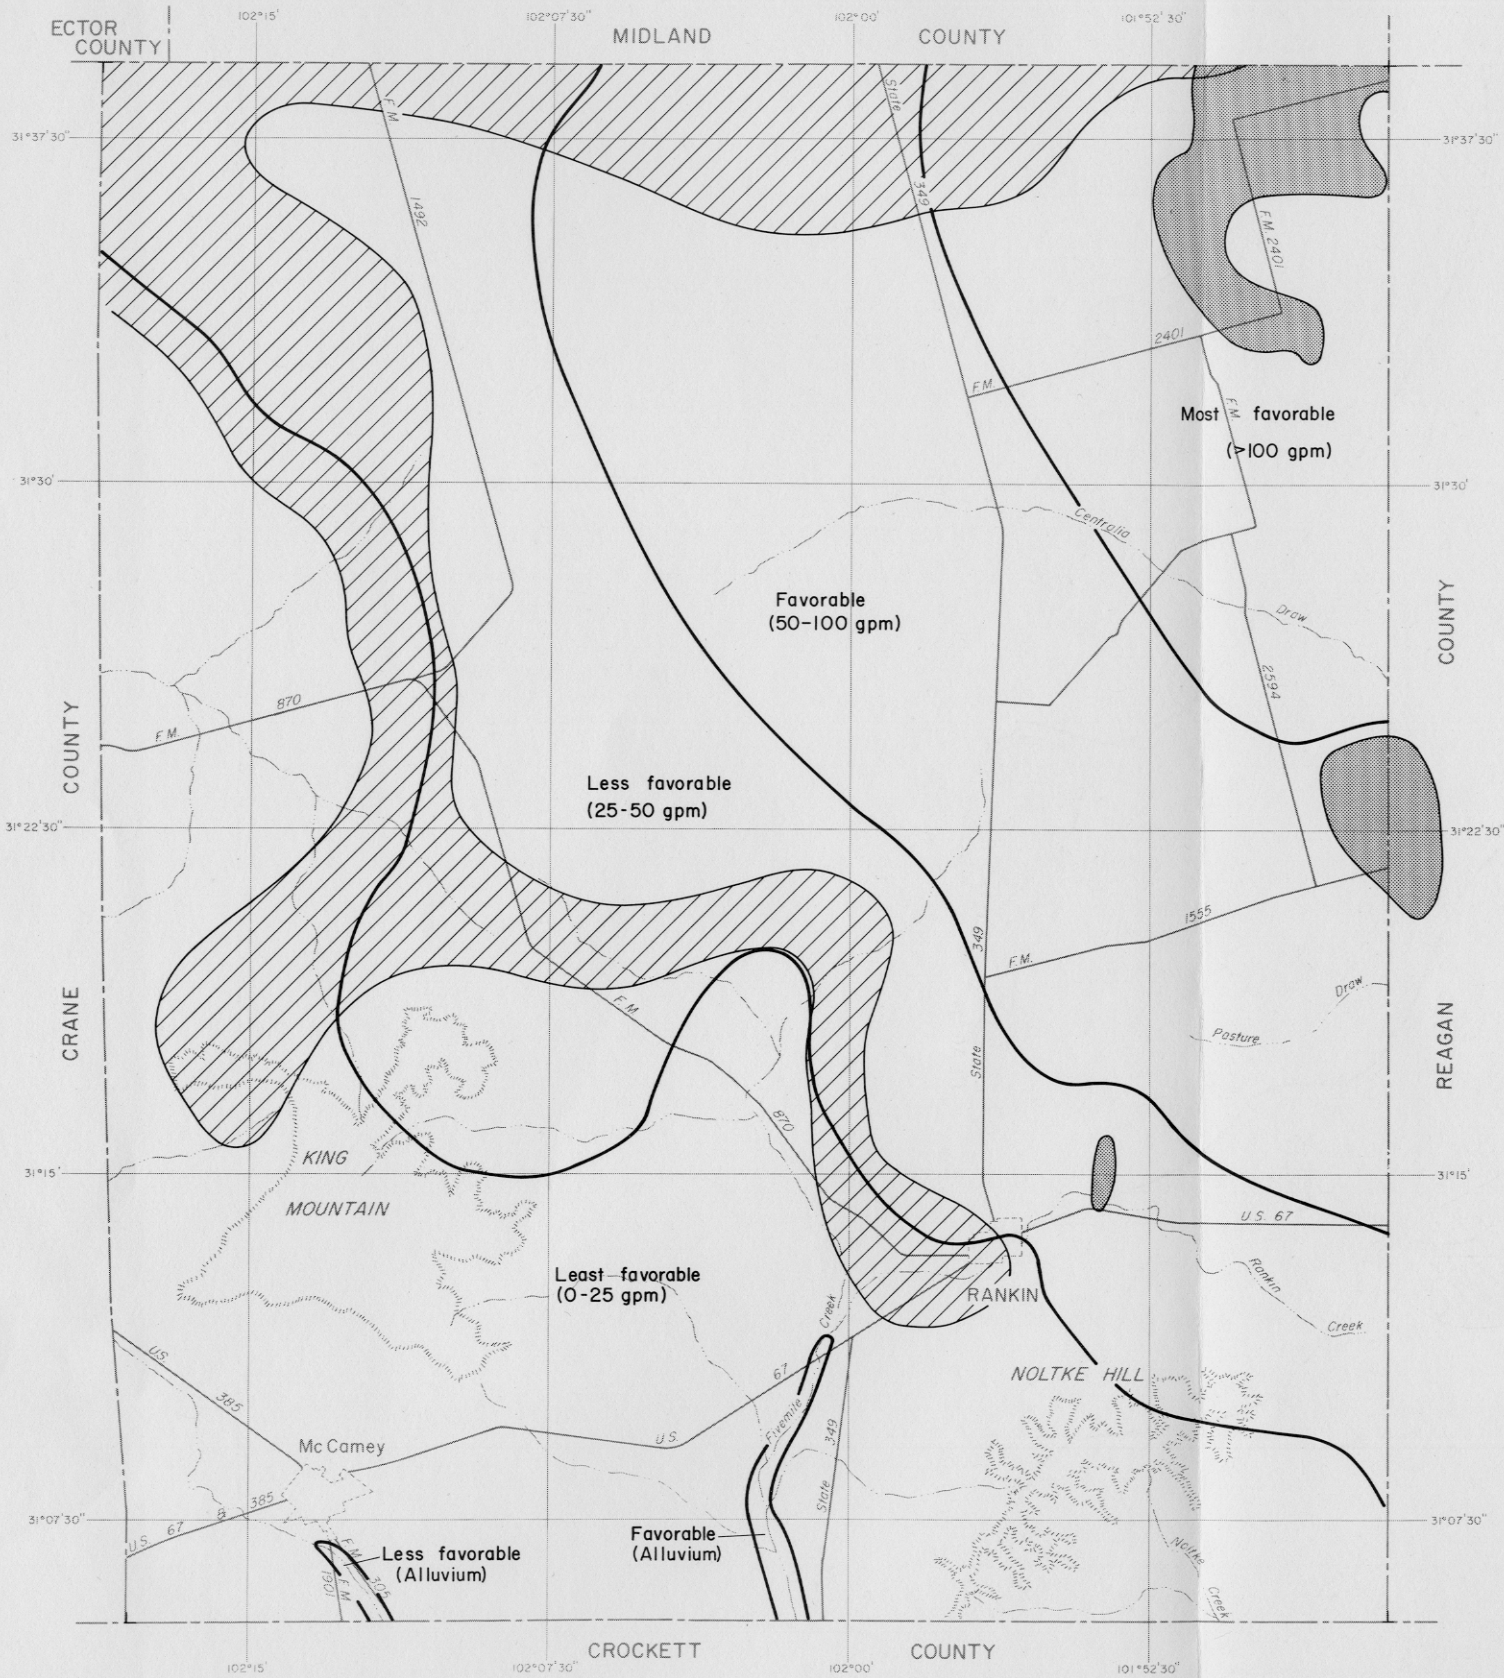 102°15'
102°07'30"
102°00'
101°52'30"
ECTOR
COUNTY
MIDLAND
COUNTY
31°37'30"
31°37'30"
F M
1492
State
349
F.M. 2401
2401
F.M.
F.M.
Most favorable
(>100 gpm)
31°30'
31°30'
Centralia
Draw
Favorable
(50-100 gpm)
COUNTY
2594
870
F.M.
COUNTY
Less favorable
(25-50 gpm)
31°22'30"
31°22'30"
1555
F.M.
349
CRANE
F.M.
Draw
Pasture
REAGAN
State
870
31°15'
31°15'
KING
MOUNTAIN
U.S. 67
Least favorable
(0-25 gpm)
RANKIN
Rankin
Creek
Creek
US.
385
67
NOLTKE HILL
Fivemile
349
U.S.
Mc Camey
State
385
&
67
U.S.
31°07'30"
31°07'30"
Favorable
(Alluvium)
Less favorable
(Alluvium)
F M
305
1901
F M
Noltke
Creek
CROCKETT
COUNTY
102°15'
102°07'30"
102°00'
101°52'30"